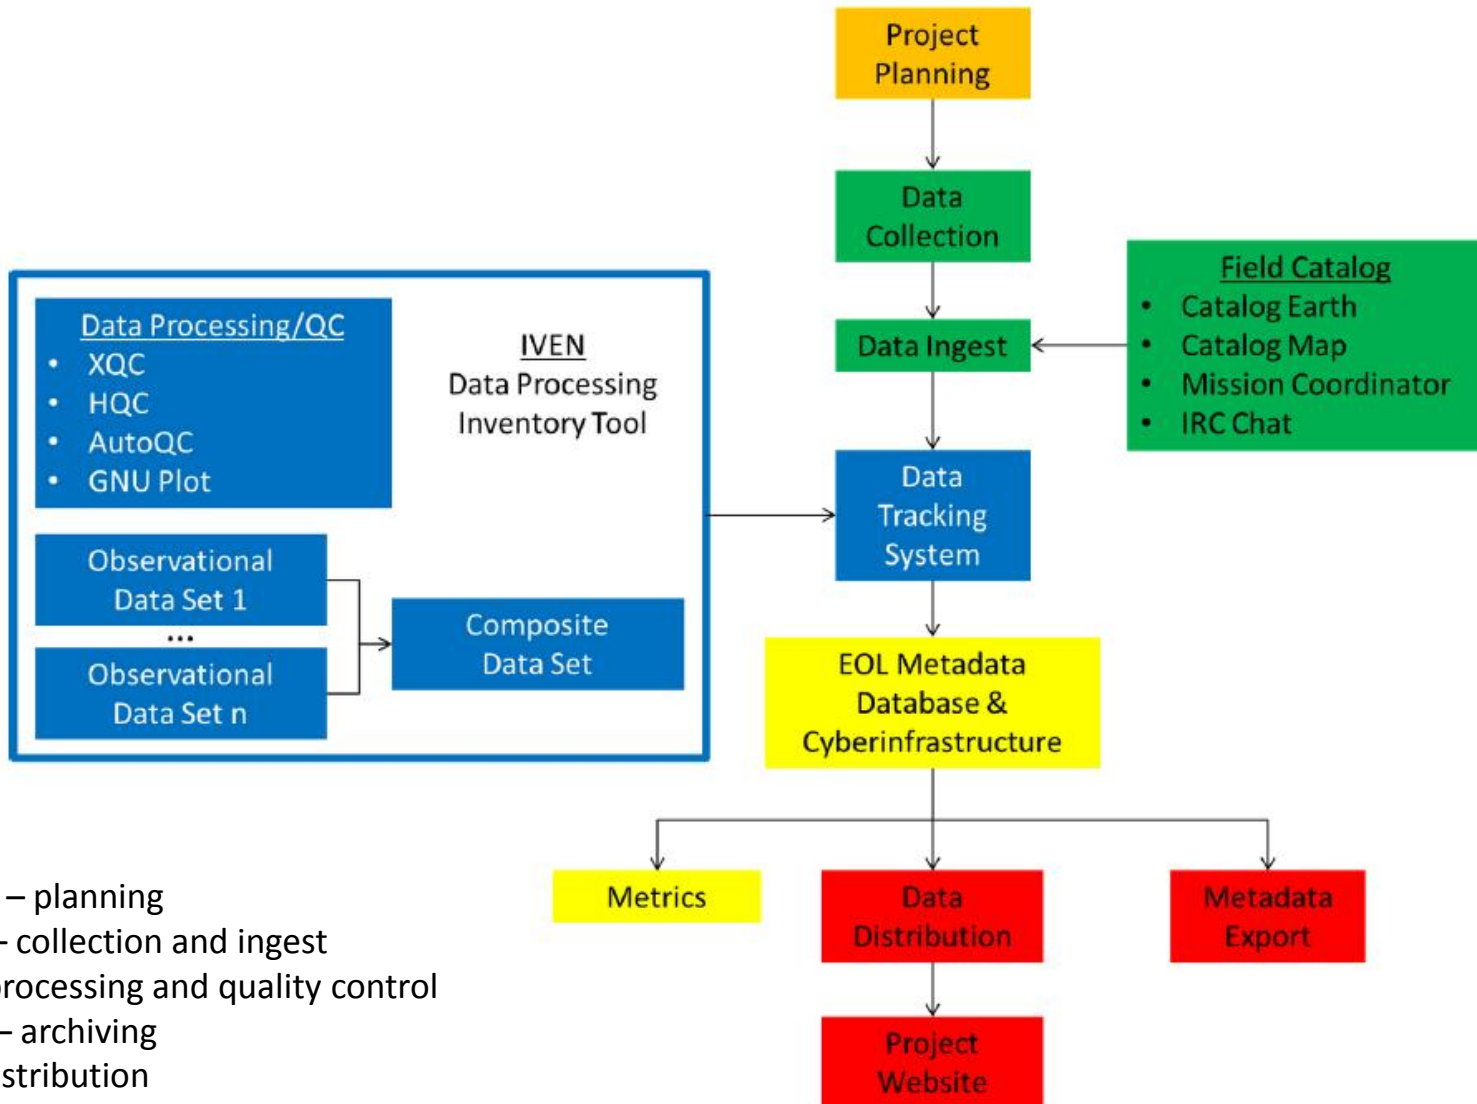 Project
Planning
Data
Collection
Data Ingest
Field Catalog
• Catalog Earth
• Catalog Map
• Mission Coordinator
• IRC Chat
Data Processing/QC
• XQC
• HQC
• AutoQC
• GNU Plot
IVEN
Data Processing
Inventory Tool
Observational
Data Set 1
...
Observational
Data Set n
Composite
Data Set
Data
Tracking
System
EOL Metadata
Database &
Cyberinfrastructure
Metrics
Data
Distribution
Metadata
Export
Project
Website
– planning
– collection and ingest
processing and quality control
– archiving